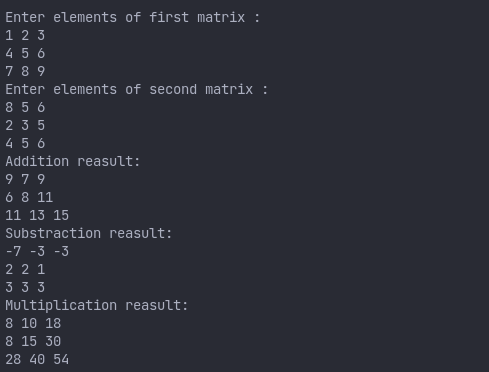 Enter elements of first matrix :
1 2 3
4 5 6
7 8 9
Enter elements of second matrix :
8 5 6
2 3 5
4 5 6
Addition reasult:
9 7 9
6 8 11
11 13 15
Substraction reasult:
-7 -3 -3
2 2 1
3 3 3
Multiplication reasult:
8 10 18
8 15 30
28 40 54